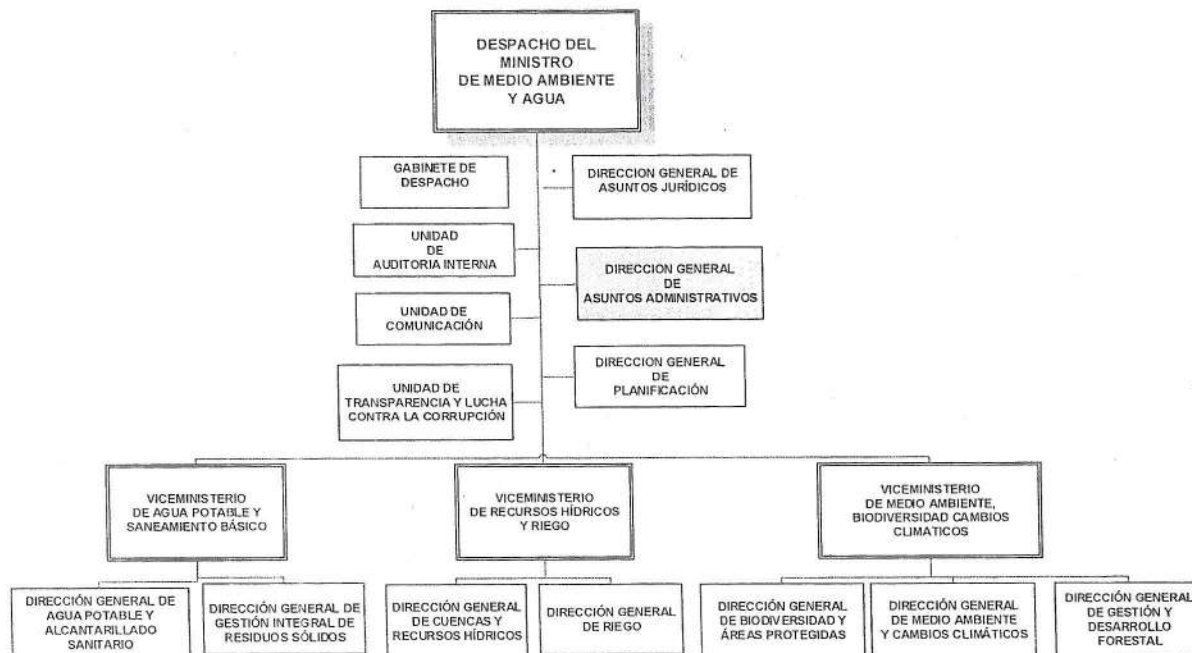 DESPACHO DEL
MINISTRO
DE MEDIO AMBIENTE
Y AGUA
GABINETE DE
DESPACHO
DIRECCION GENERAL DE
ASUNTOS JURÍDICOS
UNIDAD
DE
AUDITORIA INTERNA
DIRECCION GENERAL
DE
ASUNTOS ADMINISTRATIVOS
UNIDAD DE
COMUNICACIÓN
DIRECCION GENERAL
DE
PLANIFICACIÓN
UNIDAD DE
TRANSPARENCIA Y LUCHA
CONTRA LA CORRUPCIÓN
VICEMINISTERIO
DE AGUA POTABLE Y
SANEAMIENTO BÁSICO
VICEMINISTERIO
DE RECURSOS HÍDRICOS
Y RIEGO
VICEMINISTERIO
DE MEDIO AMBIENTE,
BIODIVERSIDAD CAMBIOS
CLIMATICOS
DIRECCIÓN GENERAL DE
AGUA POTABLE Y
ALCANTARILLADO
SANITARIO
DIRECCIÓN GENERAL DE
GESTIÓN INTEGRAL DE
RESIDUOS SÓLIDOS
DIRECCIÓN GENERAL
DE CUENCAS Y
RECURSOS HÍDRICOS
DIRECCIÓN GENERAL
DE RIEGO
DIRECCIÓN GENERAL
DE BIODIVERSIDAD Y
ÁREAS PROTEGIDAS
DIRECCIÓN GENERAL
DE MEDIO AMBIENTE
Y CAMBIOS CLIMÁTICOS
DIRECCIÓN GENERAL
DE GESTIÓN Y
DESARROLLO
FORESTAL